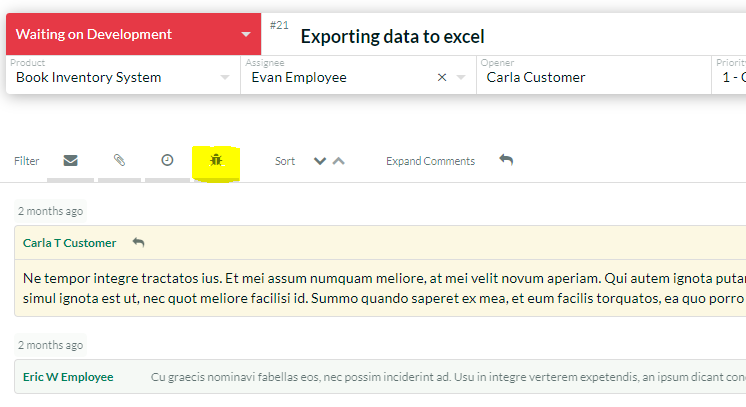 Waiting on Development
#21
Exporting data to excel
Product
Assignee
Opener
Priority
Book Inventory System
Evan Employee
Carla Customer
1 -
Filter
Sort
Expand Comments
2 months ago
Carla T Customer
Ne tempor integre tractatos ius. Et mei assum numquam meliore, at mei velit novum aperiam. Qui autem ignota
simul ignota est ut, nec quot meliore facilisi id. Summo quando saperet ex mea, et eum facilis torquatos, ea quo porro
2 months ago
Eric W Employee
Cu graecis nominavi fabellas eos, nec possim inciderint ad. Usu in integre verterem expetendis, an ipsum dicant